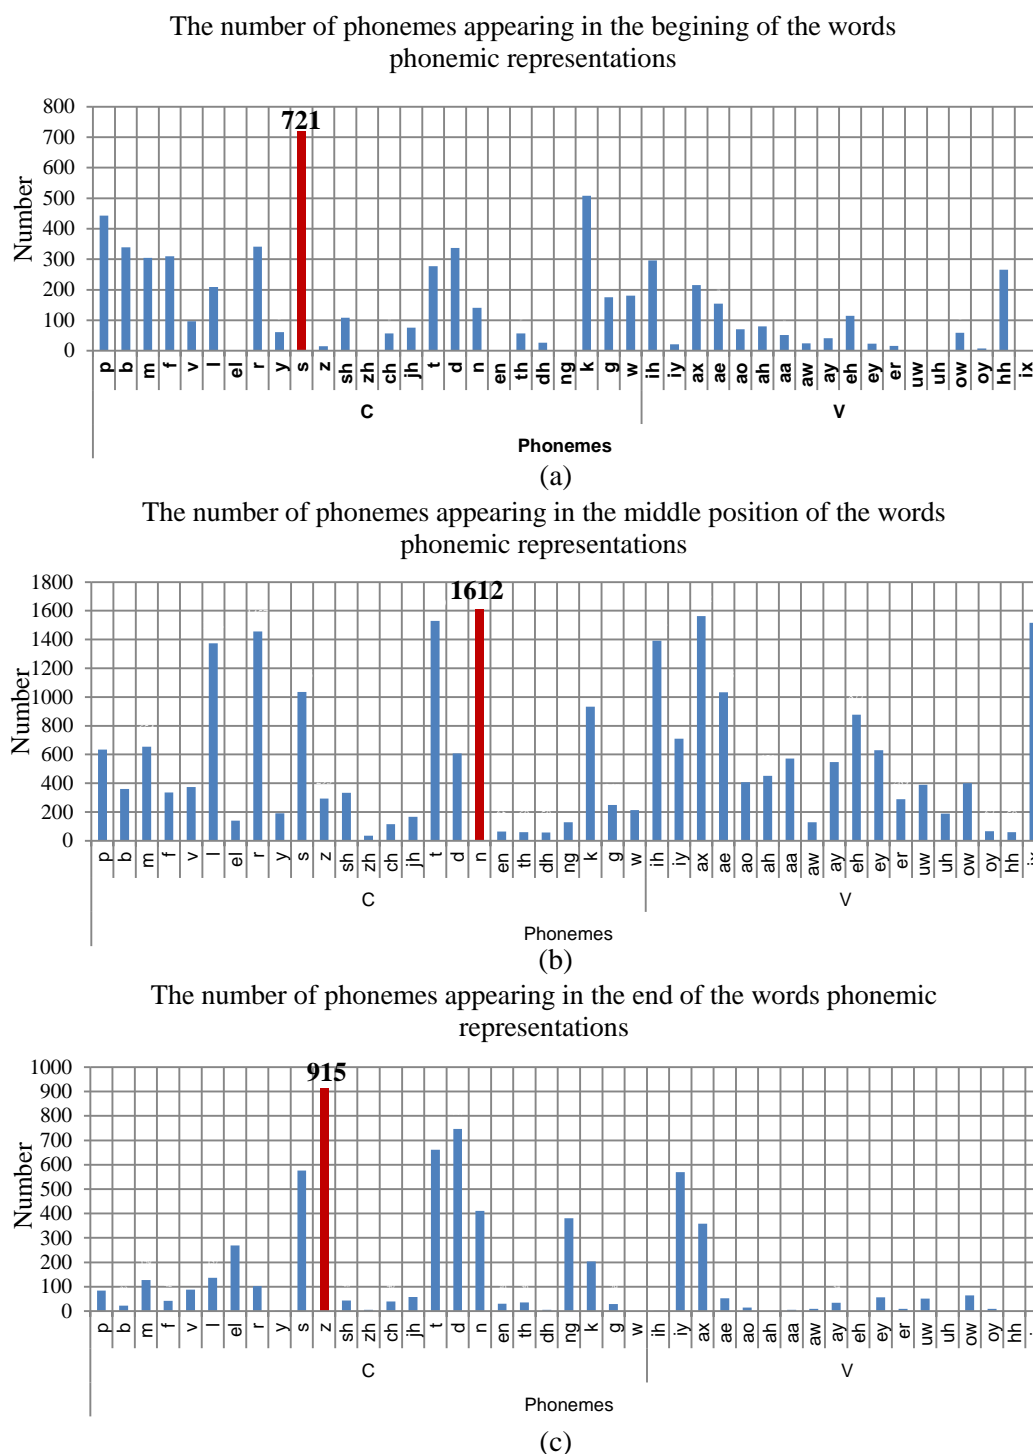 The number of phonemes appearing in the begining of the words
phonemic representations
800
700
600
500
400
300
200
100
0
Number
721
p b m f v l el r y s z sh zh ch jh t d n en th dh ng k g w ih iy ax ae ao ah aa aw ay eh ey er uw uh ow oy hh ix
C V
Phonemes
(a)
The number of phonemes appearing in the middle position of the words
phonemic representations
1800
1600
1400
1200
1000
800
600
400
200
0
Number
1612
p b m f v l el r y s z sh zh ch jh t d n en th dh ng k g w ih iy ax ae ao ah aa aw ay eh ey er uw uh ow oy hh
C V
Phonemes
(b)
The number of phonemes appearing in the end of the words phonemic
representations
1000
900
800
700
600
500
400
300
200
100
0
Number
915
p b m f v l el r y s z sh zh ch jh t d n en th dh ng k g w ih iy ax ae ao ah aa aw ay eh ey er uw uh ow oy hh
C V
Phonemes
(c)